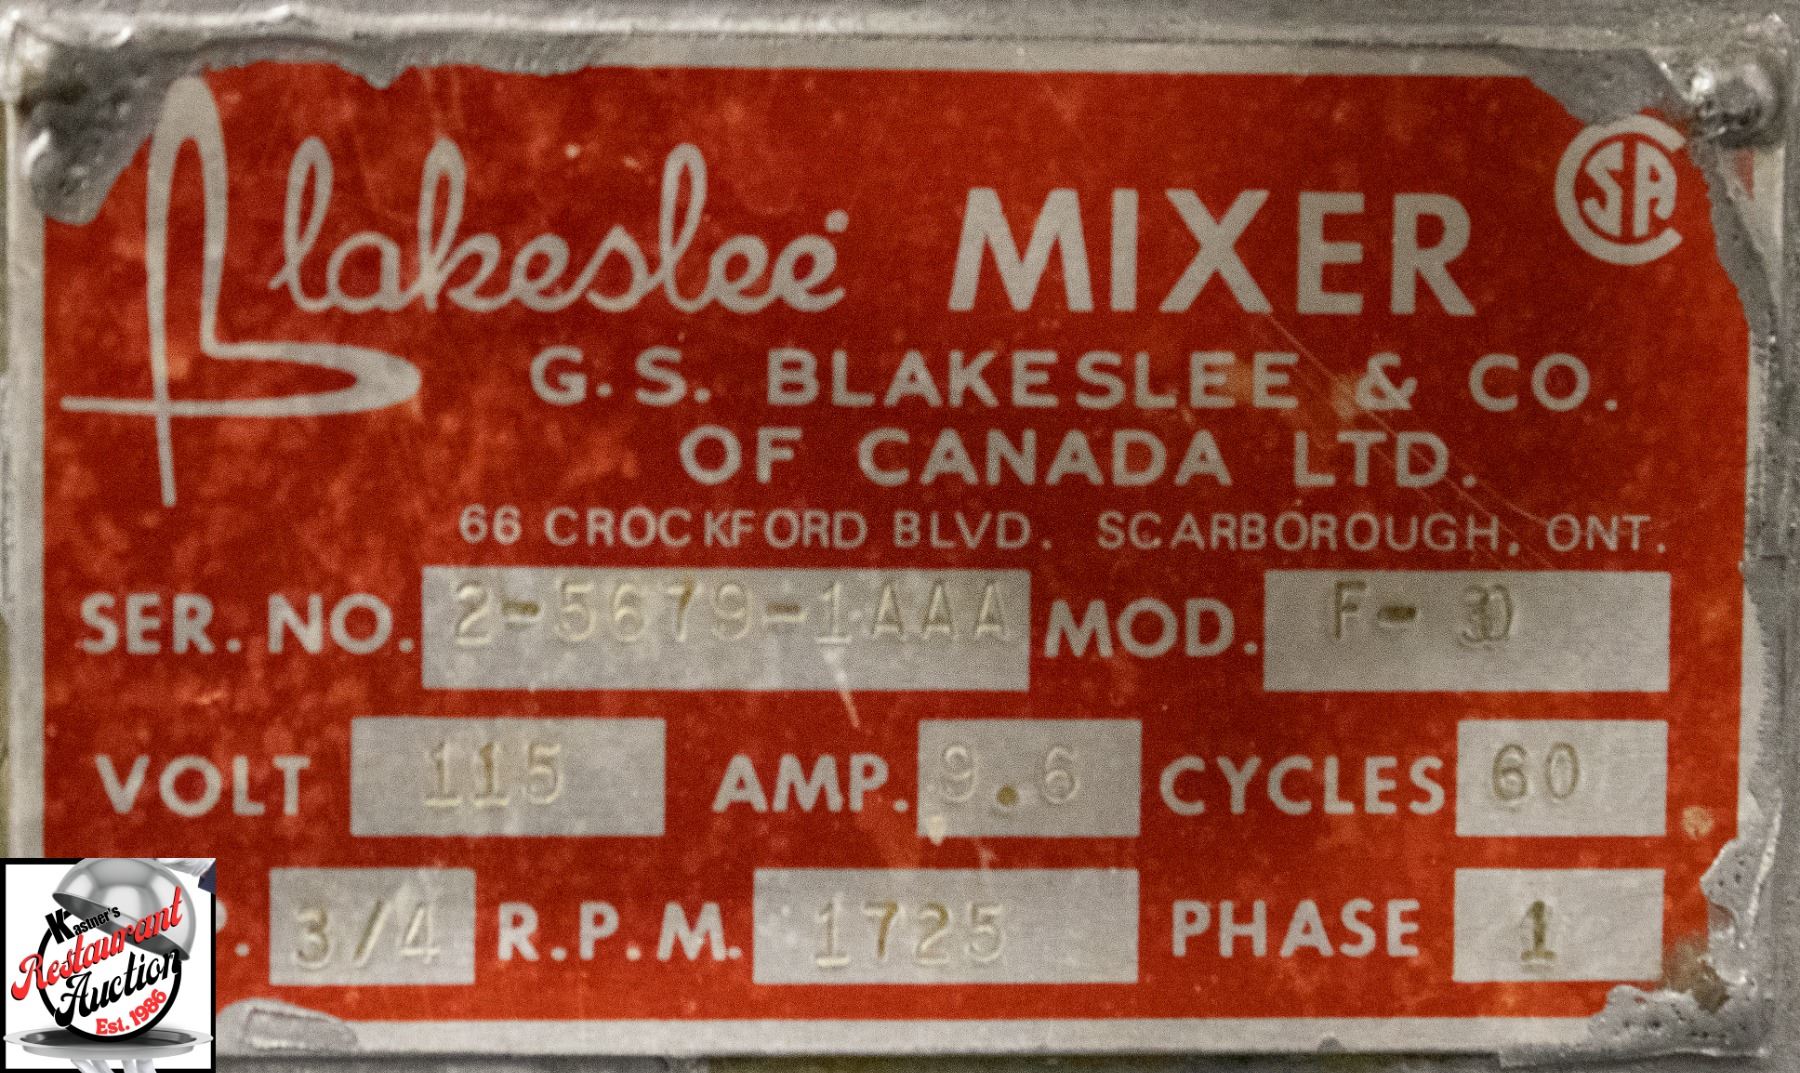 Blakeslee MIXER
CSA
G.S. BLAKESLEE & CO.
OF CANADA LTD.
66 CROCKFORD BLVD. SCARBOROUGH, ONT.
SER. NO. 2-5679-1AAA MOD. F-30
VOLT 115 AMP. 9.6 CYCLES 60
3/4 R.P.M. 1725 PHASE 1
Kastner's
Restaurant
Auction
Est. 1986